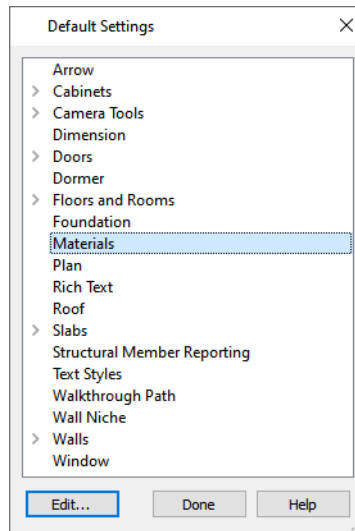 Default Settings
Arrow
Cabinets
Camera Tools
Dimension
Doors
Dormer
Floors and Rooms
Foundation
Materials
Plan
Rich Text
Roof
Slabs
Structural Member Reporting
Text Styles
Walkthrough Path
Wall Niche
Walls
Window
Edit... Done Help